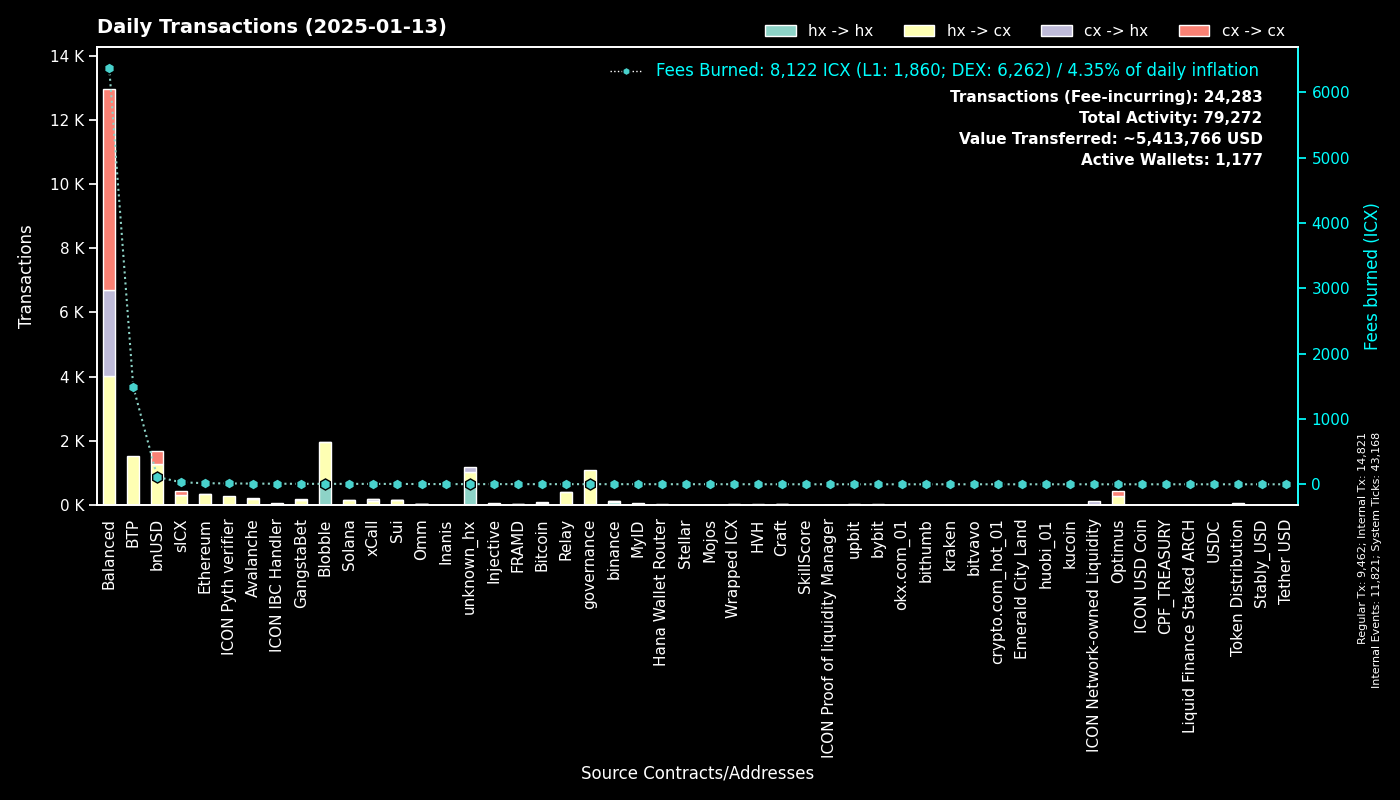 Daily Transactions (2025-01-13)
hx -> hx
hx -> cx
cx -> hx
cx -> cx
Fees Burned: 8,122 ICX (L1: 1,860; DEX: 6,262) / 4.35% of daily inflation
Transactions (Fee-incurring): 24,283
Total Activity: 79,272
Value Transferred: ~5,413,766 USD
Active Wallets: 1,177
Transactions
14 K
12 K
10 K
8 K
6 K
4 K
2 K
0 K
6000
5000
4000
3000
2000
1000
0
Fees burned (ICX)
Regular Tx: 9,462; Internal Tx: 14,821
Internal Events: 11,821; System Ticks: 43,168
Balanced
BTP
bnUSD
sICX
Ethereum
ICON Pyth verifier
Avalanche
ICON IBC Handler
GangstaBet
Blobble
Solana
xCall
Sui
Omm
Inanis
unknown_hx
Injective
FRAMD
Bitcoin
Relay
governance
binance
MyID
Hana Wallet Router
Stellar
Mojos
Wrapped ICX
HVH
Craft
SkillScore
ICON Proof of liquidity Manager
upbit
bybit
okx.com_01
bithumb
kraken
bitvavo
crypto.com_hot_01
Emerald City Land
huobi_01
kucoin
ICON Network-owned Liquidity
Optimus
ICON USD Coin
CPF_TREASURY
Liquid Finance Staked ARCH
USDC
Token Distribution
Stably_USD
Tether USD
Source Contracts/Addresses